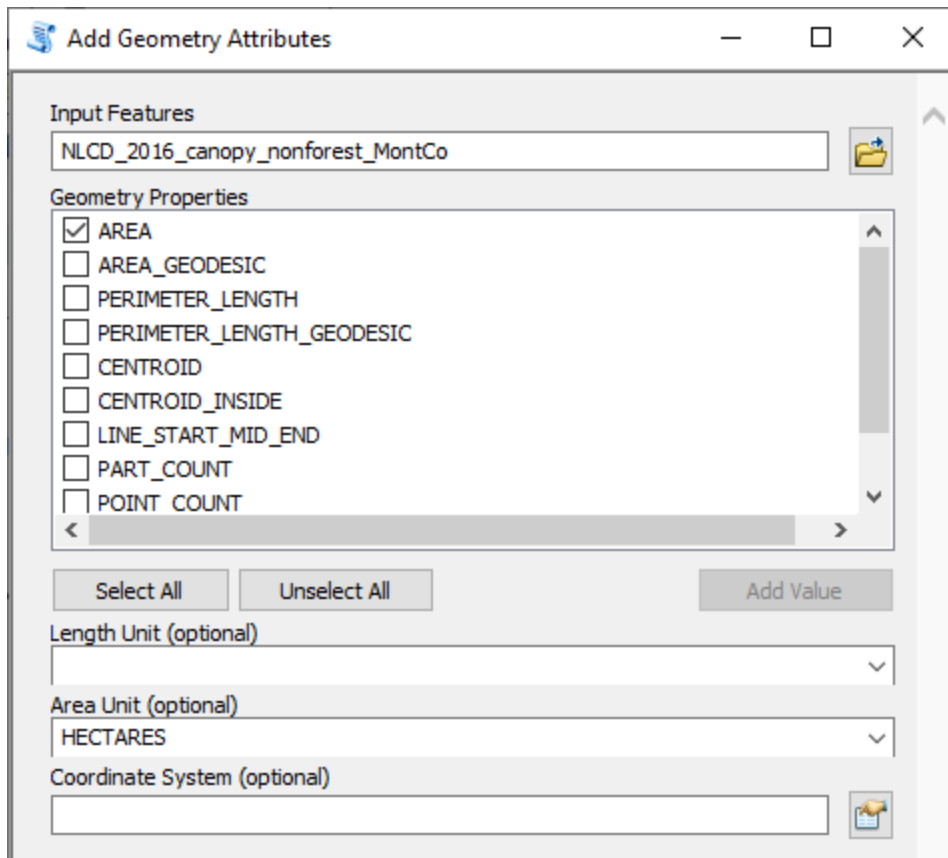 Add Geometry Attributes
Input Features
NLCD_2016_canopy_nonforest_MontCo
Geometry Properties
AREA
AREA_GEODESIC
PERIMETER_LENGTH
PERIMETER_LENGTH_GEODESIC
CENTROID
CENTROID_INSIDE
LINE_START_MID_END
PART_COUNT
POINT_COUNT
Select All Unselect All Add Value
Length Unit (optional)
Area Unit (optional)
HECTARES
Coordinate System (optional)